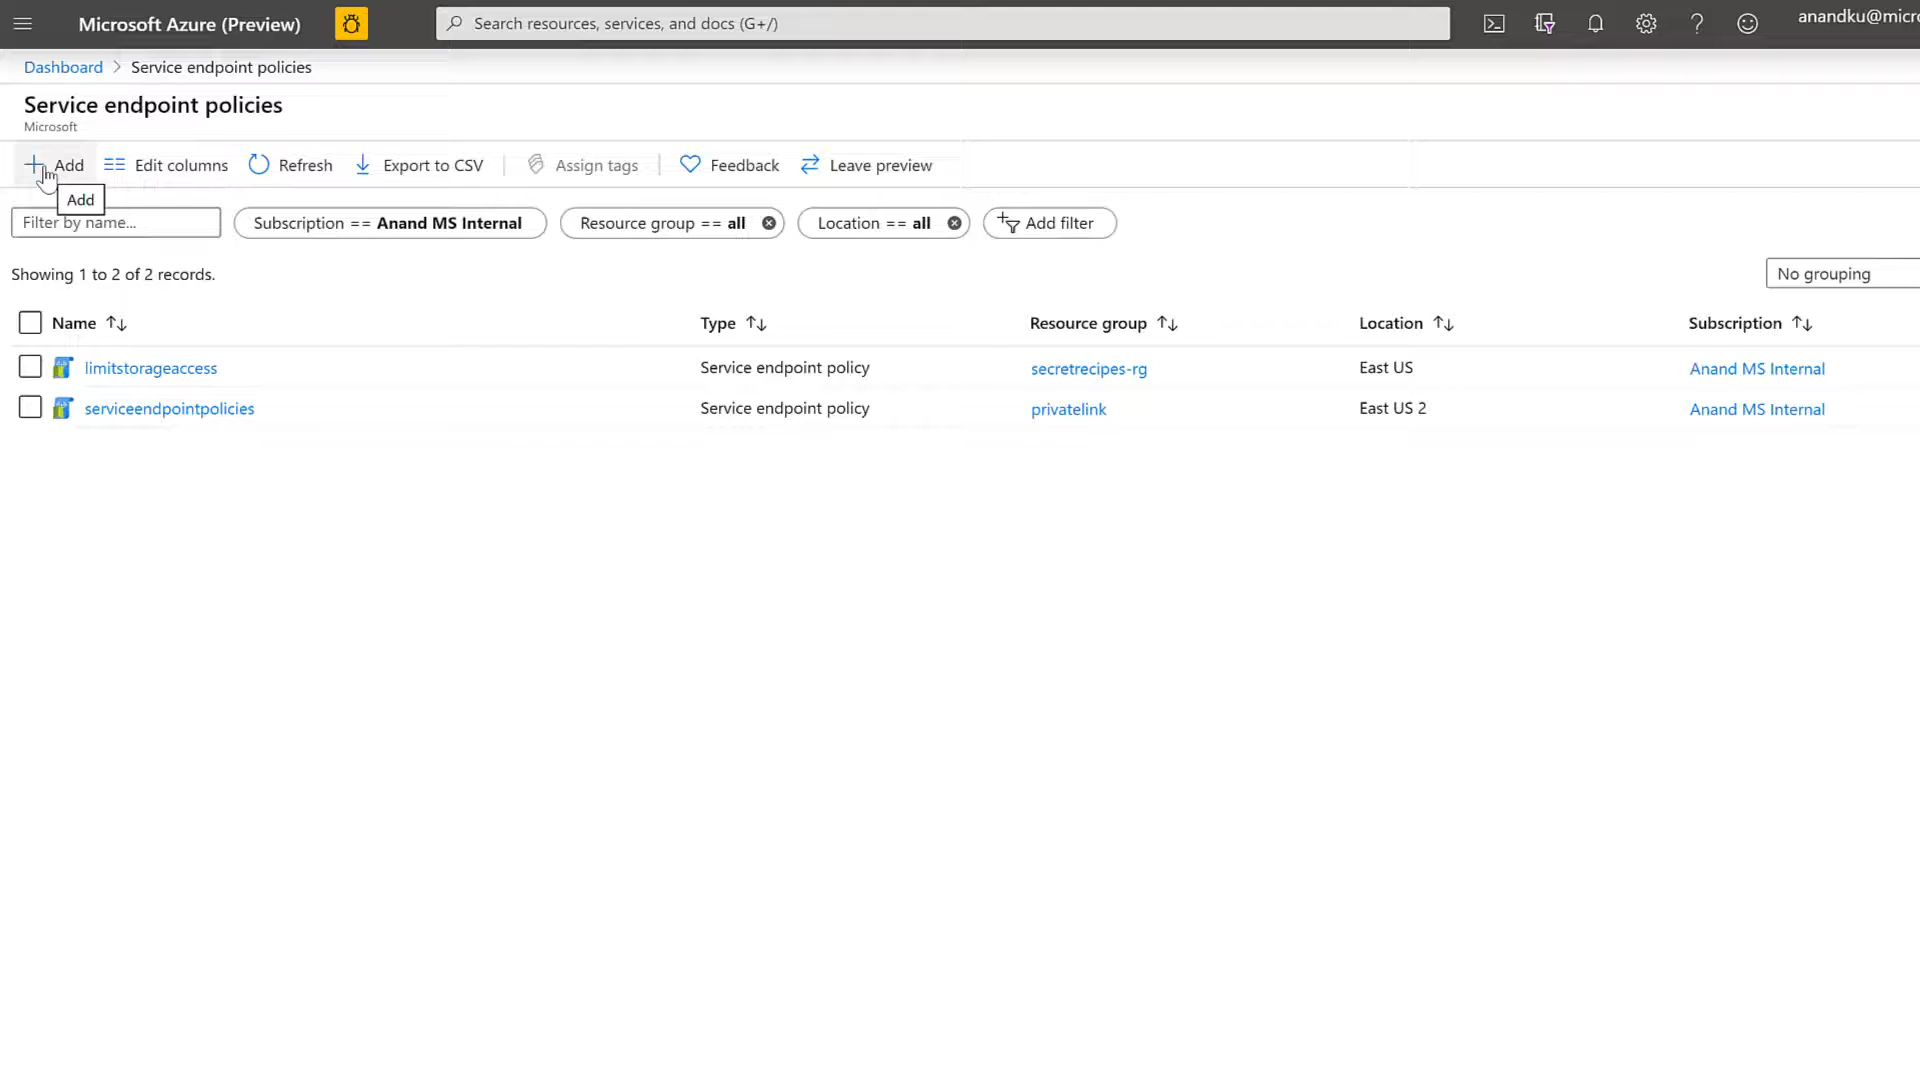 Microsoft Azure (Preview)
Search resources, services, and docs (G+/)
anandku@micro
Dashboard > Service endpoint policies
Service endpoint policies
Microsoft
Add
Edit columns
Refresh
Export to CSV
Assign tags
Feedback
Leave preview
Add
Filter by name...
Subscription == Anand MS Internal
Resource group == all
Location == all
Add filter
Showing 1 to 2 of 2 records.
No grouping
Name Type Resource group Location Subscription
limitstorageaccess Service endpoint policy secretrecipes-rg East US Anand MS Internal
serviceendpointpolicies Service endpoint policy privatelink East US 2 Anand MS Internal